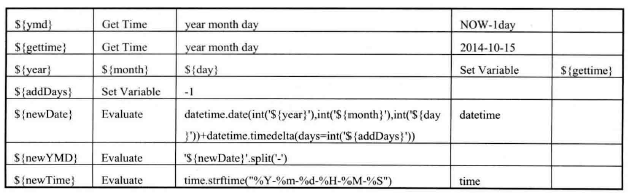 ${ymd} Get Time year month day NOW-1day
${gettime} Get Time year month day 2014-10-15
${year} ${month} ${day} Set Variable ${gettime}
${addDays} Set Variable -1
${newDate} Evaluate datetime.date(int('${year}'),int('${month}'),int('${day datetime
}'))+datetime.timedelta(days=int('${addDays}'))
${newYMD} Evaluate '${newDate}'.split('-')
${newTime} Evaluate time.strftime("%Y-%m-%d-%H-%M-%S") time